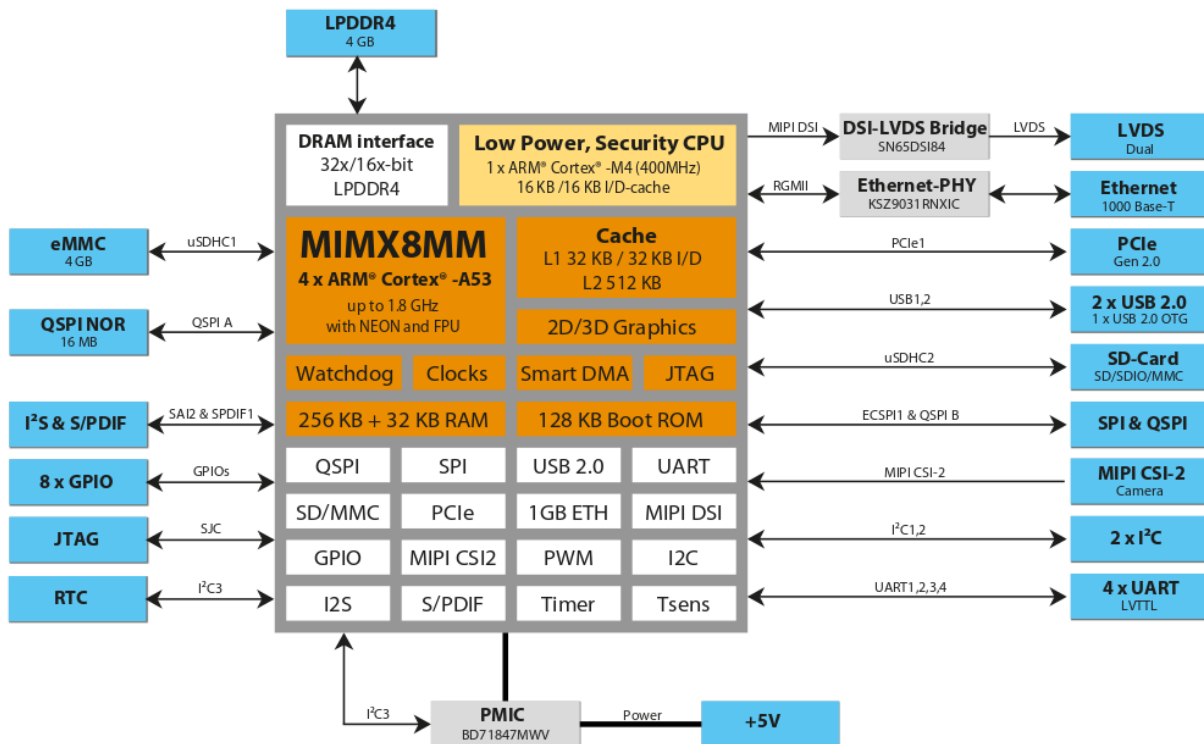 LPDDR4
4 GB
DRAM interface
32x/16x-bit
LPDDR4
Low Power, Security CPU
1 x ARM® Cortex® -M4 (400MHz)
16 KB /16 KB I/D-cache
MIMX8MM
4 x ARM® Cortex® -A53
up to 1.8 GHz
with NEON and FPU
Cache
L1 32 KB / 32 KB I/D
L2 512 KB
2D/3D Graphics
Watchdog
Clocks
Smart DMA
JTAG
256 KB + 32 KB RAM
128 KB Boot ROM
QSPI
SPI
USB 2.0
UART
SD/MMC
PCIe
1GB ETH
MIPI DSI
GPIO
MIPI CSI2
PWM
I2C
I2S
S/PDIF
Timer
Tsens
eMMC
4 GB
uSDHC1
QSPI NOR
16 MB
QSPI A
I²S & S/PDIF
SAI2 & SPDIF1
8 x GPIO
GPIOs
JTAG
SJC
RTC
I²C3
MIPI DSI
DSI-LVDS Bridge
SN65DSI84
LVDS
LVDS
Dual
RGMII
Ethernet-PHY
KSZ9031RNXIC
Ethernet
1000 Base-T
PCIe1
PCIe
Gen 2.0
USB1,2
2 x USB 2.0
1 x USB 2.0 OTG
uSDHC2
SD-Card
SD/SDIO/MMC
ECSPI1 & QSPI B
SPI & QSPI
MIPI CSI-2
MIPI CSI-2
Camera
I²C1,2
2 x I²C
UART1,2,3,4
4 x UART
LVTTL
I²C3
PMIC
BD71847MWV
Power
+5V